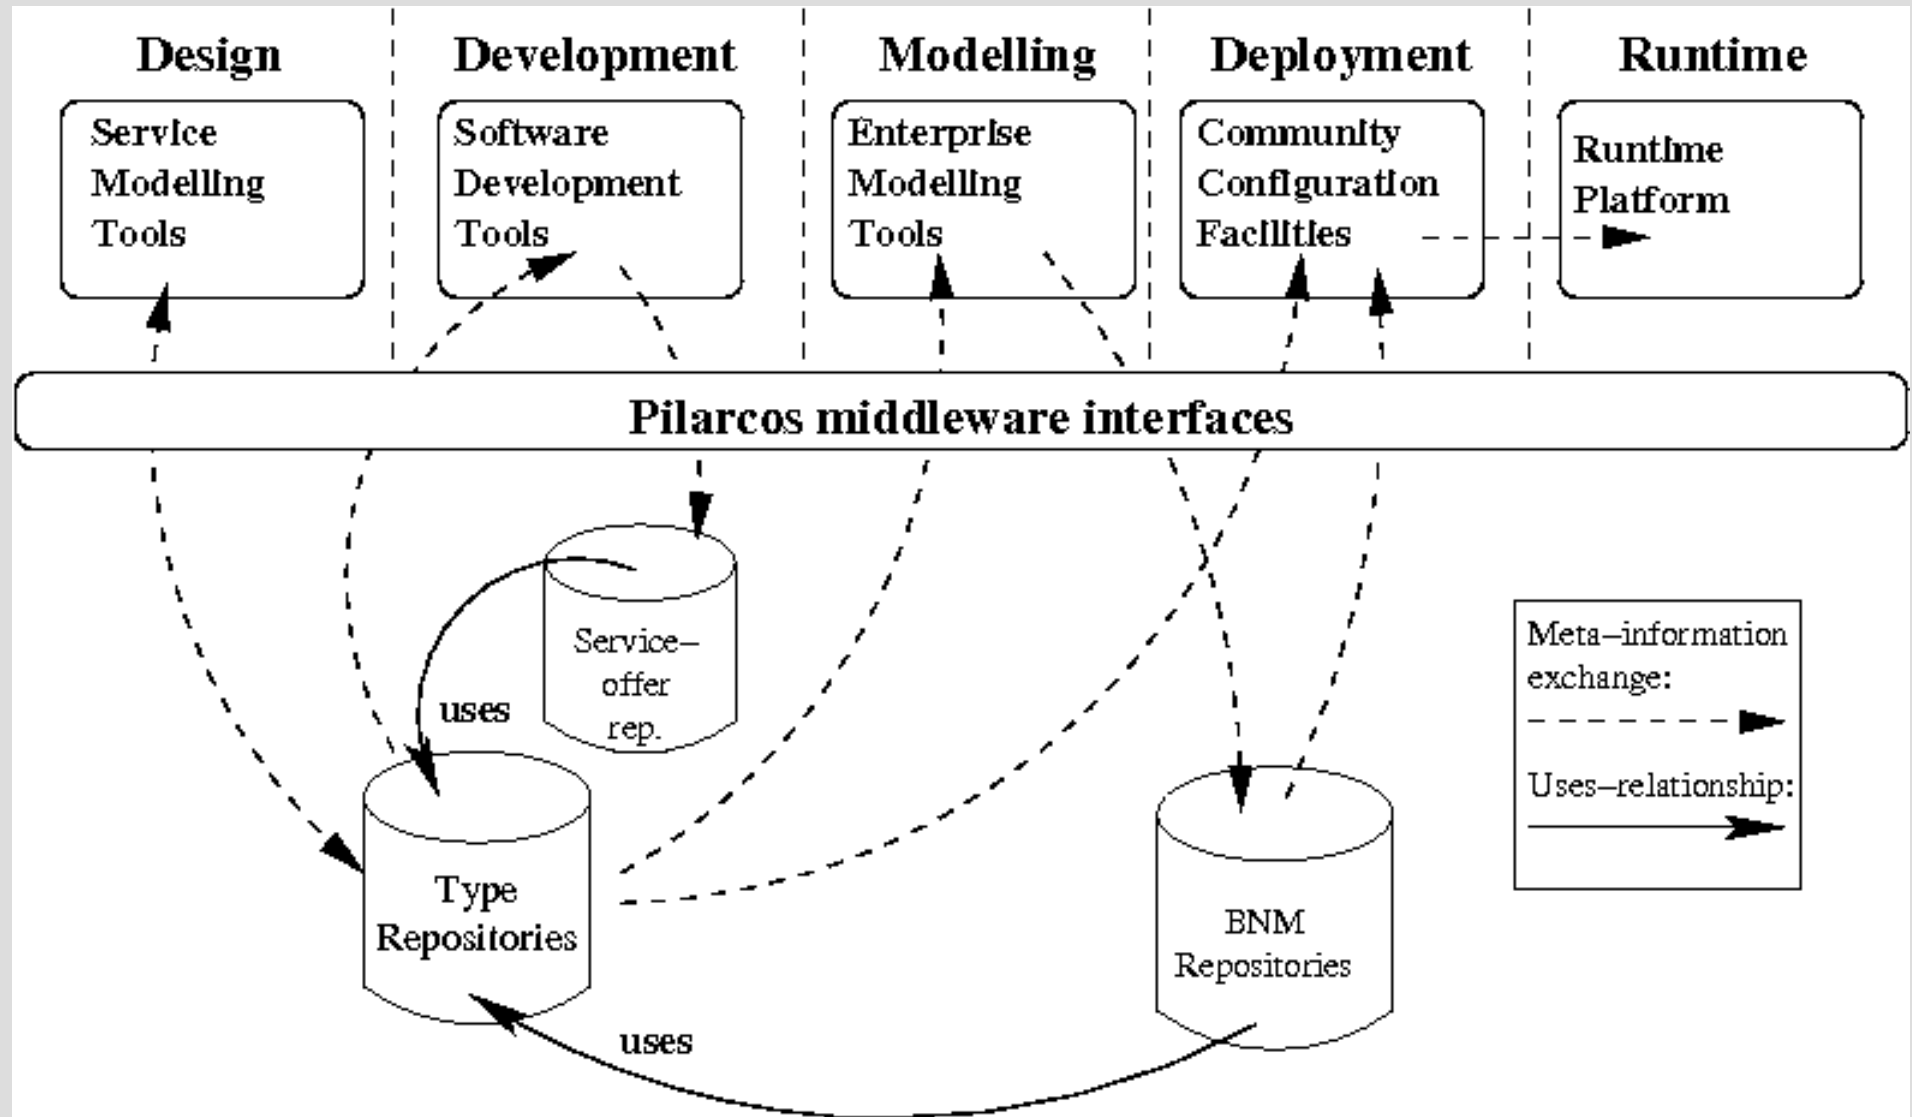 Design
Development
Modelling
Deployment
Runtime
Service
Modelling
Tools
Software
Development
Tools
Enterprise
Modelling
Tools
Community
Configuration
Facilities
Runtime
Platform
Pilarcos middleware interfaces
Service–
offer
rep.
uses
Type
Repositories
BNM
Repositories
uses
Meta–information
exchange:
Uses–relationship: